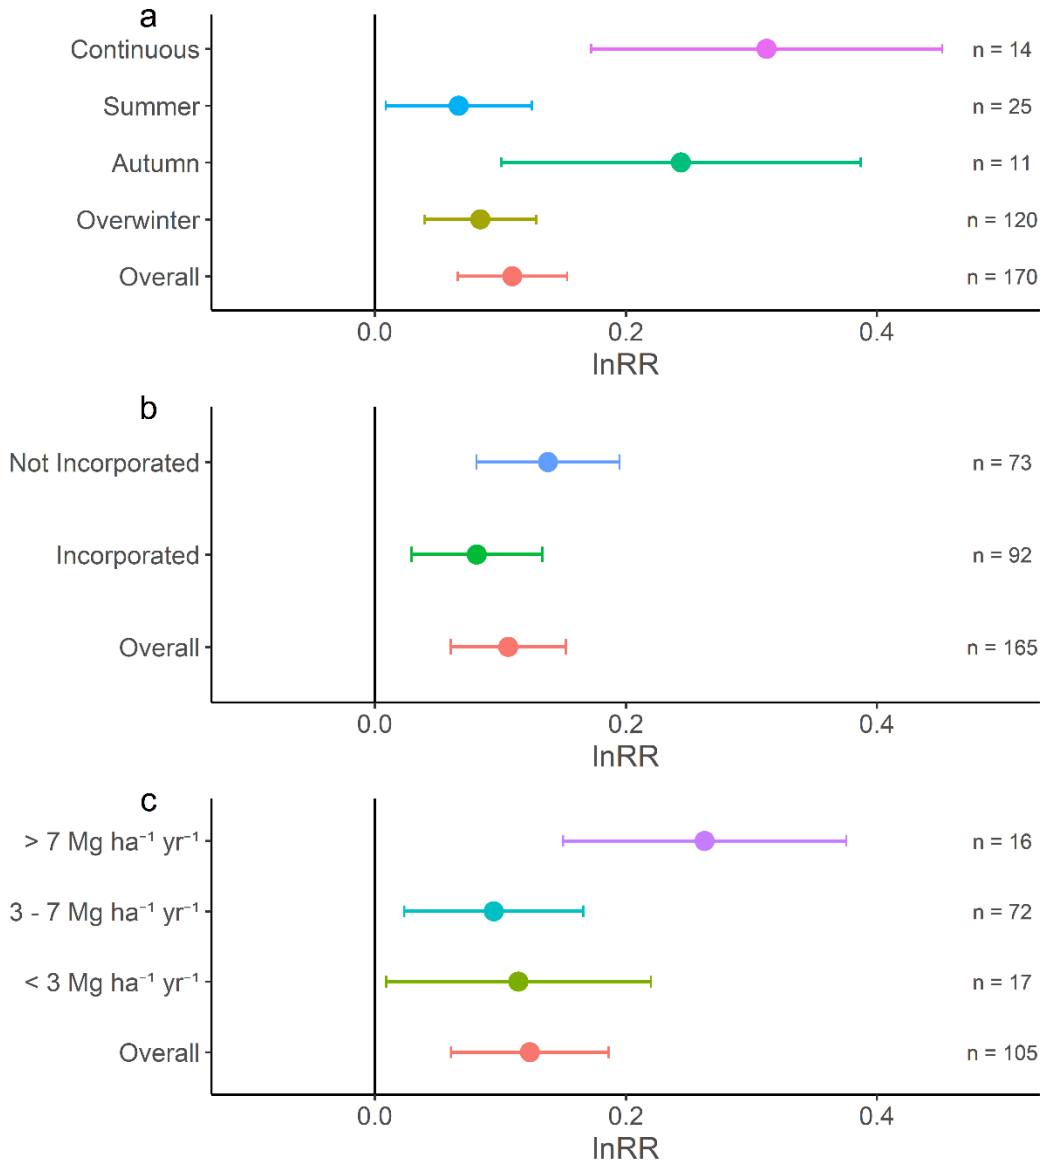 a
Continuous n = 14
Summer n = 25
Autumn n = 11
Overwinter n = 120
Overall n = 170
0.0 0.2 0.4
lnRR
b
Not Incorporated n = 73
Incorporated n = 92
Overall n = 165
0.0 0.2 0.4
lnRR
c
> 7 Mg ha⁻¹ yr⁻¹ n = 16
3 - 7 Mg ha⁻¹ yr⁻¹ n = 72
< 3 Mg ha⁻¹ yr⁻¹ n = 17
Overall n = 105
0.0 0.2 0.4
lnRR